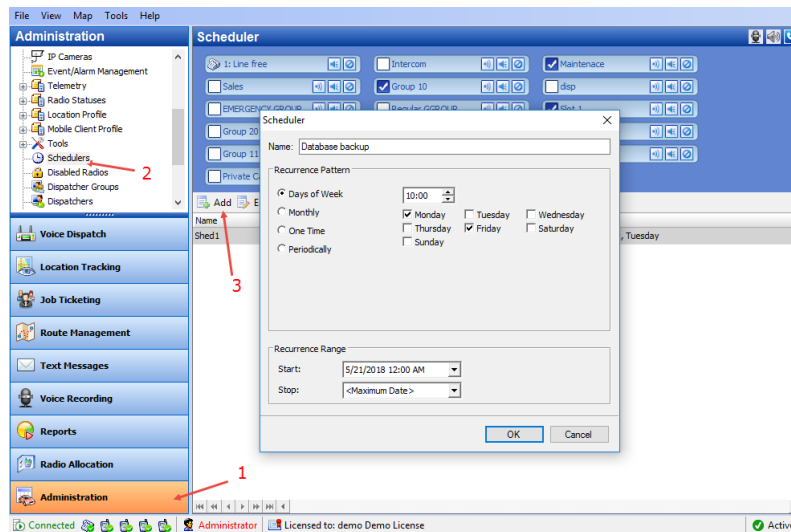 File View Map Tools Help
Administration
Scheduler
IP Cameras
Event/Alarm Management
Telemetry
Radio Statuses
Location Profile
Mobile Client Profile
Tools
Schedulers
Disabled Radios
Dispatcher Groups
Dispatchers
2
1: Line free
Intercom
Maintenace
Sales
Group 10
disp
EMERGENCY GROUP
Regular GGROUP
Slot 1
Group 20
Group 11
Private C
Add
E
Name
Shed1
, Tuesday
3
Scheduler
Name: Database backup
Recurrence Pattern
Days of Week
10:00
Monthly
Monday Tuesday Wednesday
One Time
Thursday Friday Saturday
Periodically
Sunday
Recurrence Range
Start: 5/21/2018 12:00 AM
Stop: <Maximum Date>
OK Cancel
Voice Dispatch
Location Tracking
Job Ticketing
Route Management
Text Messages
Voice Recording
Reports
Radio Allocation
Administration
1
Connected Administrator Licensed to: demo Demo License Active